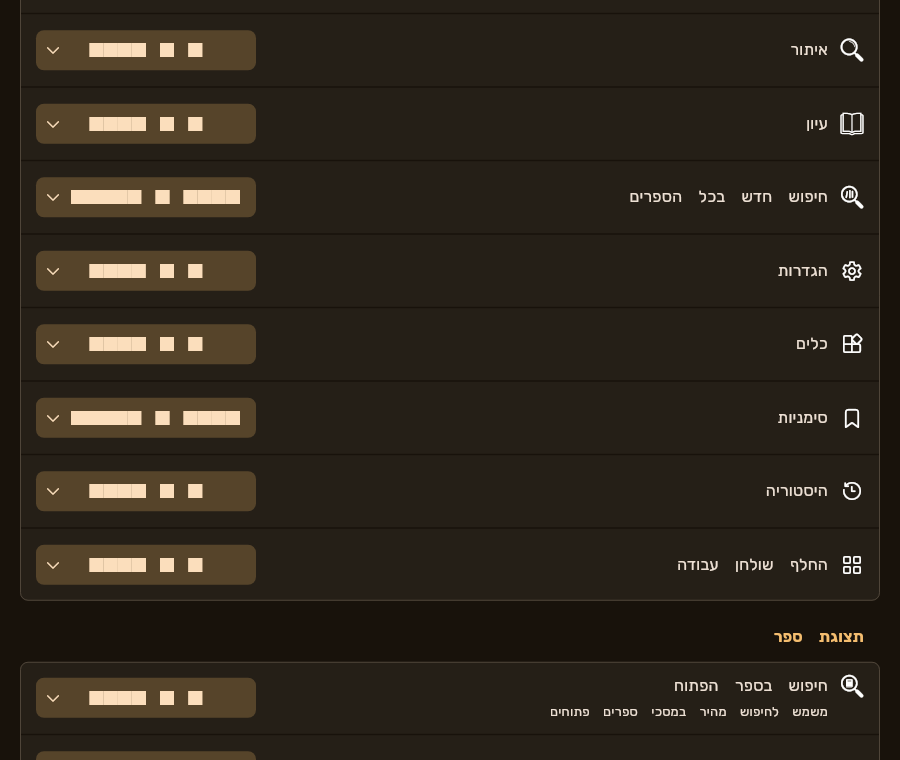 איתור
עיון
חיפוש חדש בכל הספרים
הגדרות
כלים
סימניות
היסטוריה
החלף שולחן עבודה
תצוגת ספר
חיפוש בספר הפתוח
משמש לחיפוש מהיר במסכי ספרים פתוחים